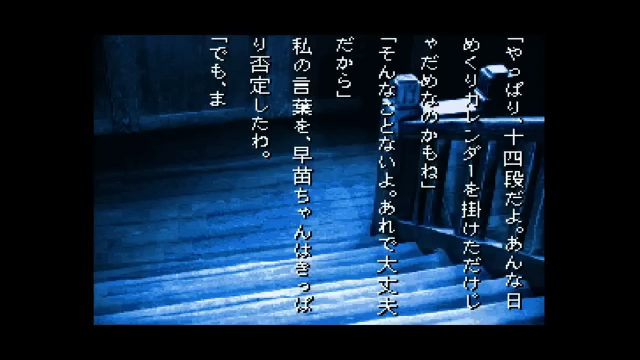 「やっぱり、十四段だよ。あんな日
めくりカレンダーを掛けただけじ
ゃだめなのかもね」
「そんなことないよ。あれで大丈夫
だから」
私の言葉を、早苗ちゃんはきっぱ
り否定したわ。
「でも、ま